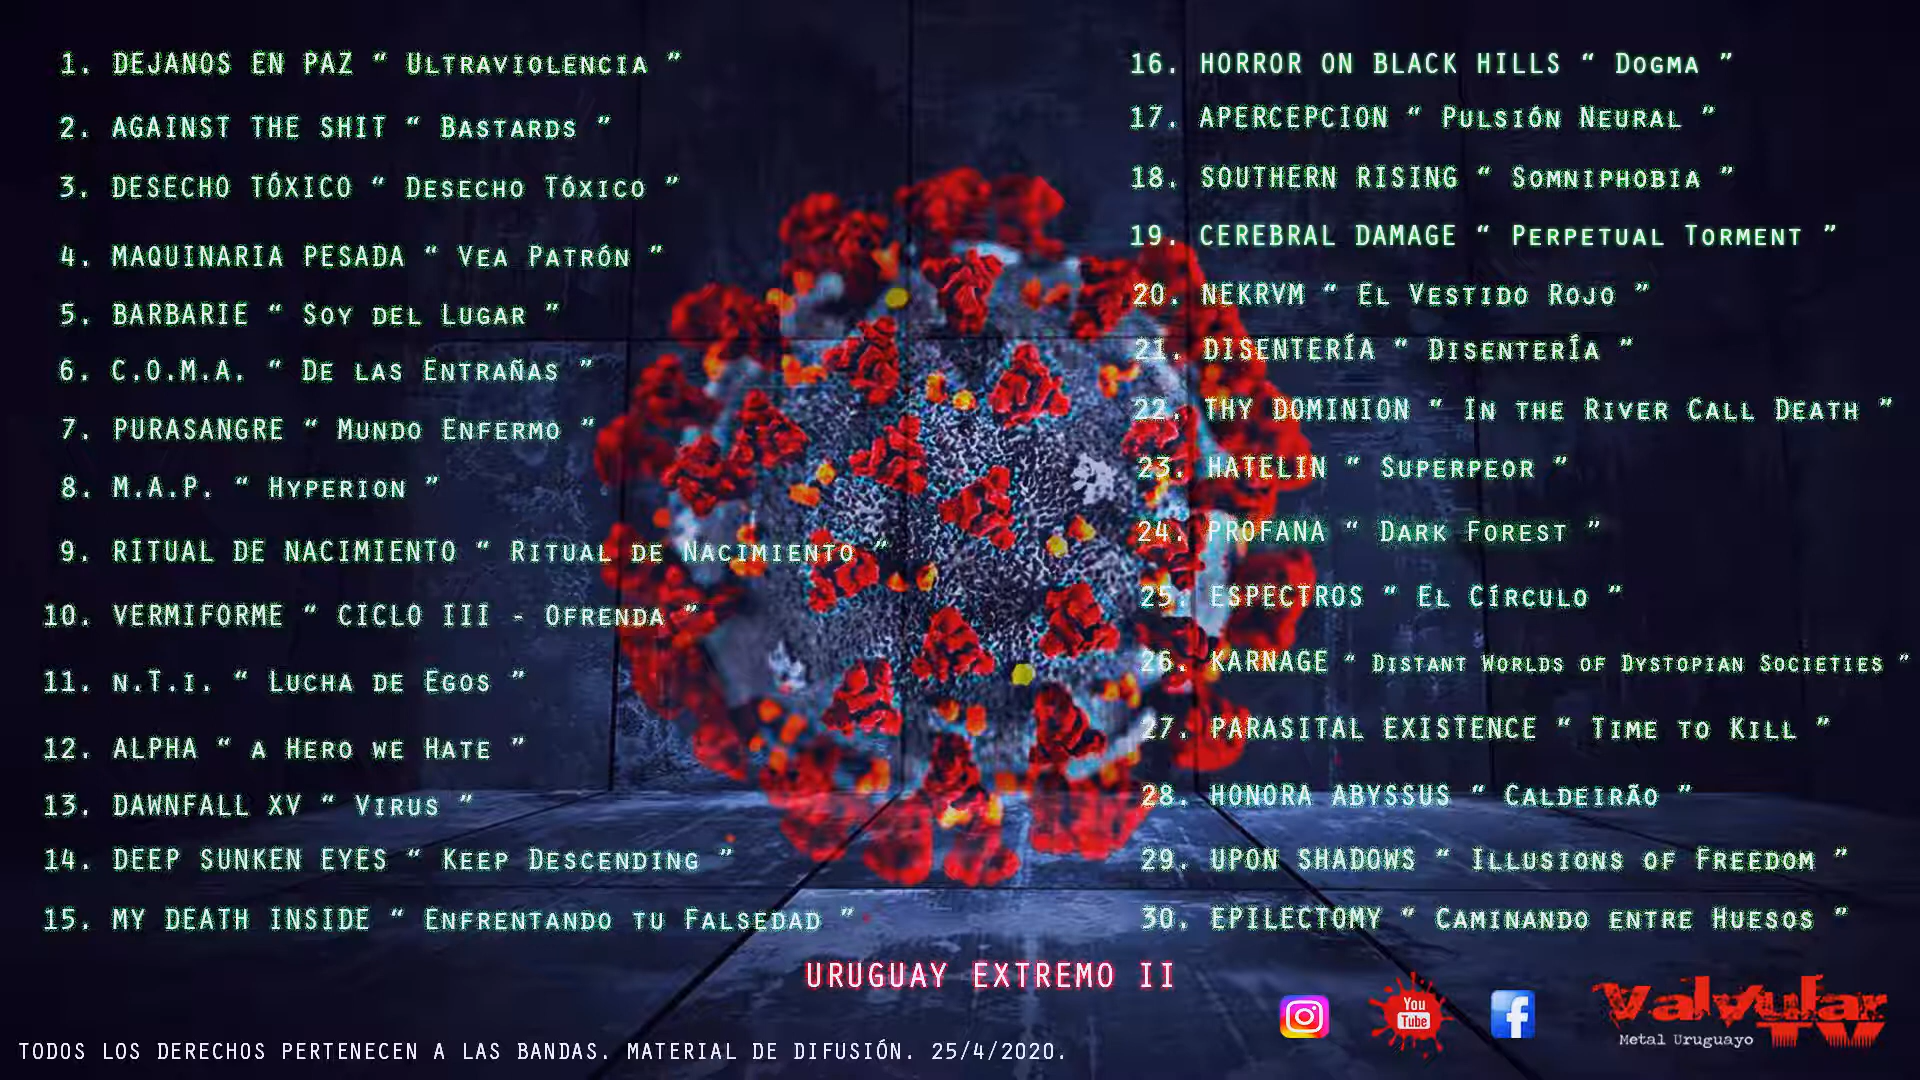 1. DEJANOS EN PAZ “ Ultraviolencia ”
2. AGAINST THE SHIT “ Bastards ”
3. DESECHO TÓXICO “ Desecho Tóxico ”
4. MAQUINARIA PESADA “ Vea Patrón ”
5. BARBARIE “ Soy del Lugar ”
6. C.O.M.A. “ De las Entrañas ”
7. PURASANGRE “ Mundo Enfermo ”
8. M.A.P. “ Hyperion ”
9. RITUAL DE NACIMIENTO “ Ritual de Nacimiento ”
10. VERMIFORME “ CICLO III - Ofrenda ”
11. n.T.i. “ Lucha de Egos ”
12. ALPHA “ a Hero we Hate ”
13. DAWNFALL XV “ Virus ”
14. DEEP SUNKEN EYES “ Keep Descending ”
15. MY DEATH INSIDE “ Enfrentando tu Falsedad ”
16. HORROR ON BLACK HILLS “ Dogma ”
17. APERCEPCION “ Pulsión Neural ”
18. SOUTHERN RISING “ Somniphobia ”
19. CEREBRAL DAMAGE “ Perpetual Torment ”
20. NEKRVM “ El Vestido Rojo ”
21. DISENTERÍA “ Disentería ”
22. THY DOMINION “ In the River Call Death ”
23. HATELIN “ Superpeor ”
24. PROFANA “ Dark Forest ”
25. ESPECTROS “ El Círculo ”
26. KARNAGE “ Distant Worlds of Dystopian Societies ”
27. PARASITAL EXISTENCE “ Time to Kill ”
28. HONORA ABYSSUS “ Caldeirão ”
29. UPON SHADOWS “ Illusions of Freedom ”
30. EPILECTOMY “ Caminando entre Huesos ”
URUGUAY EXTREMO II
You
Tube
f
Valvular
TV
Metal Uruguayo
TODOS LOS DERECHOS PERTENECEN A LAS BANDAS. MATERIAL DE DIFUSIÓN. 25/4/2020.